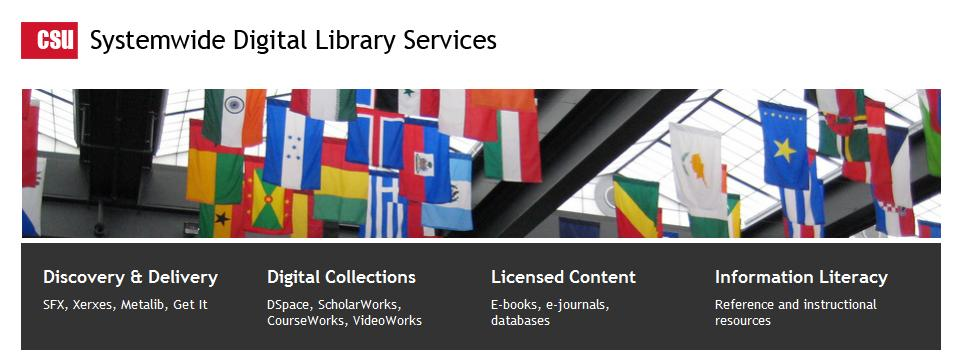 CSU Systemwide Digital Library Services
Discovery & Delivery
SFX, Xerxes, Metalib, Get It
Digital Collections
DSpace, ScholarWorks,
CourseWorks, VideoWorks
Licensed Content
E-books, e-journals,
databases
Information Literacy
Reference and instructional
resources